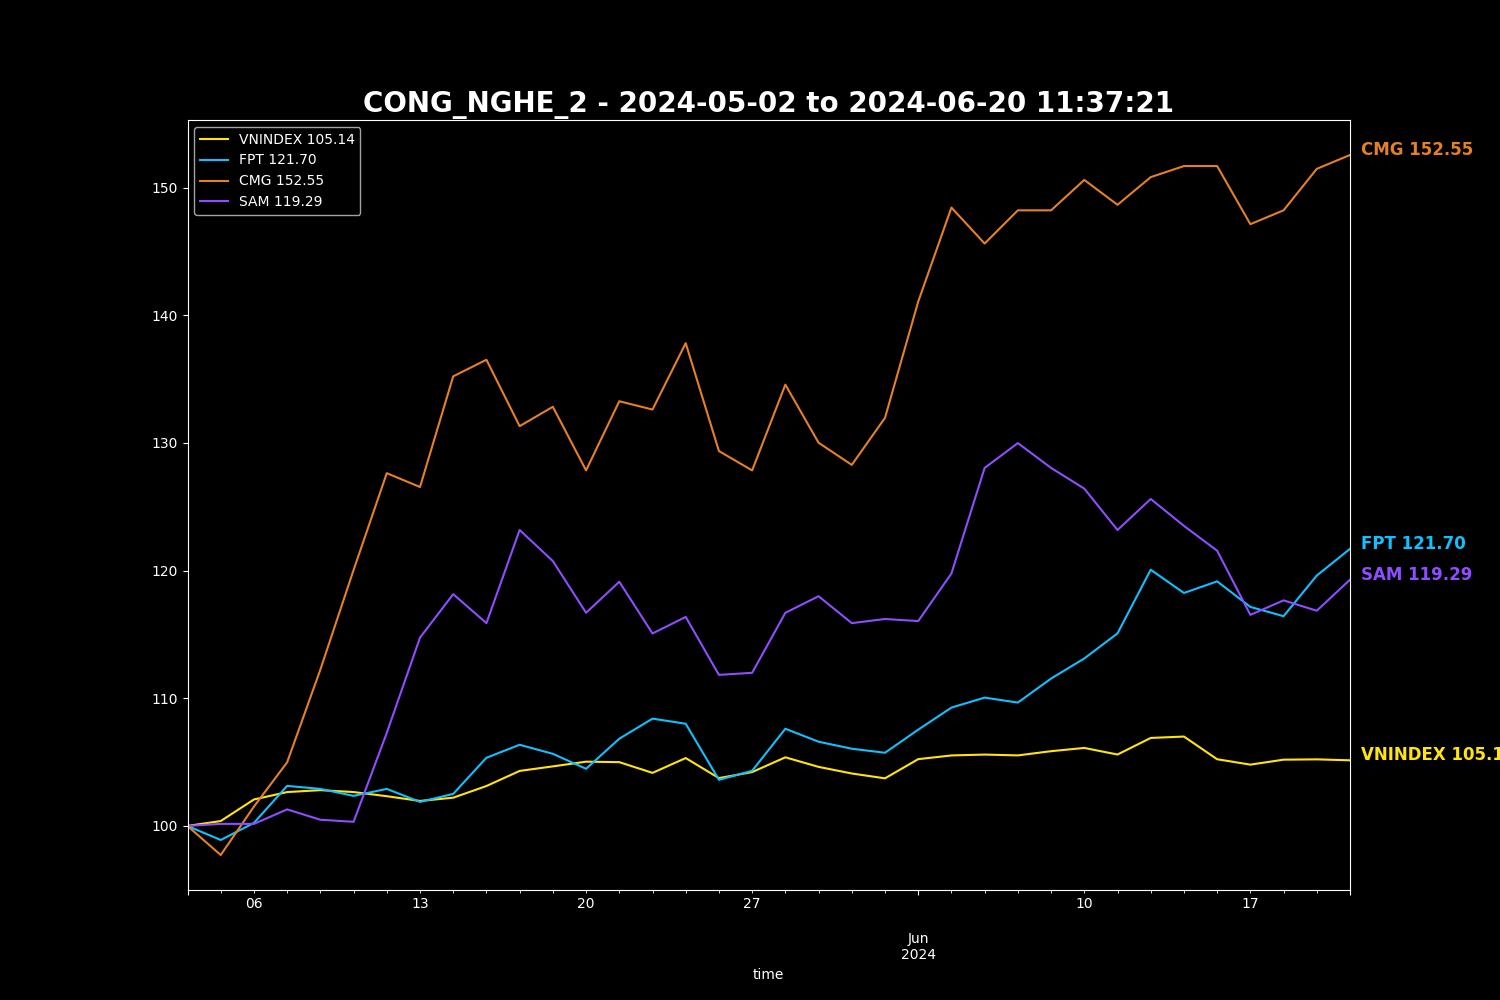 CONG_NGHE_2 - 2024-05-02 to 2024-06-20 11:37:21
VNINDEX 105.14
FPT 121.70
CMG 152.55
SAM 119.29
CMG 152.55
FPT 121.70
SAM 119.29
VNINDEX 105.1
150
140
130
120
110
100
06 13 20 27 10 17
Jun
2024
time